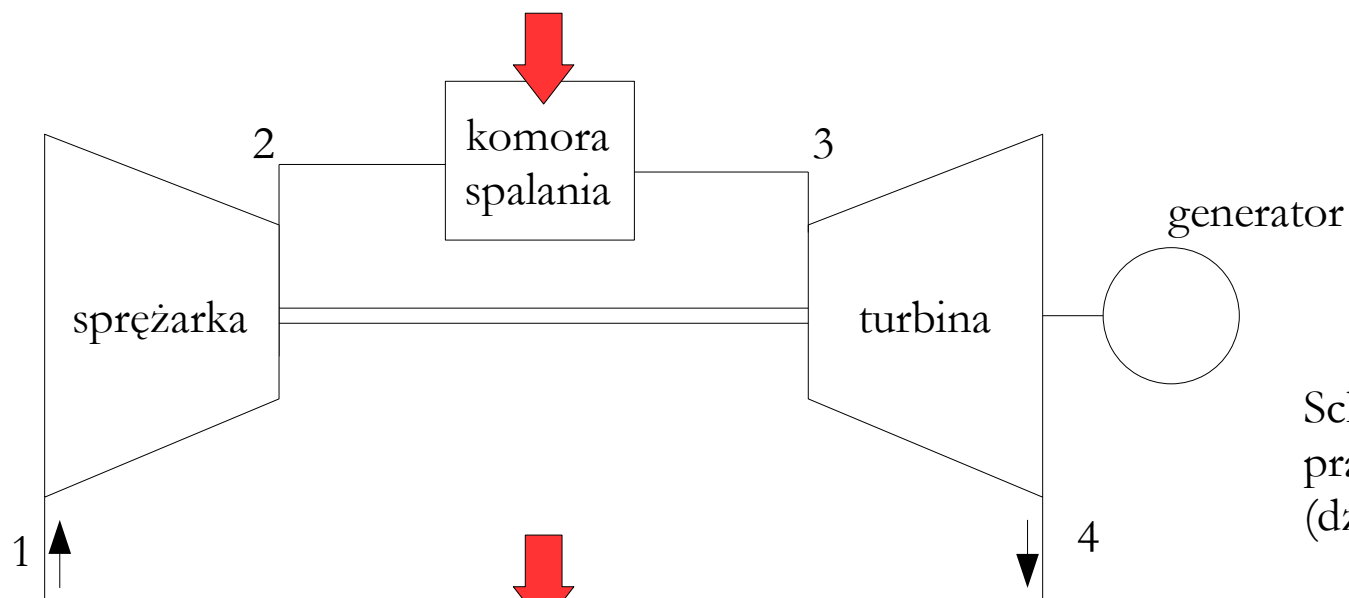 2
komora
spalania
3
generator
sprężarka
turbina
1
4